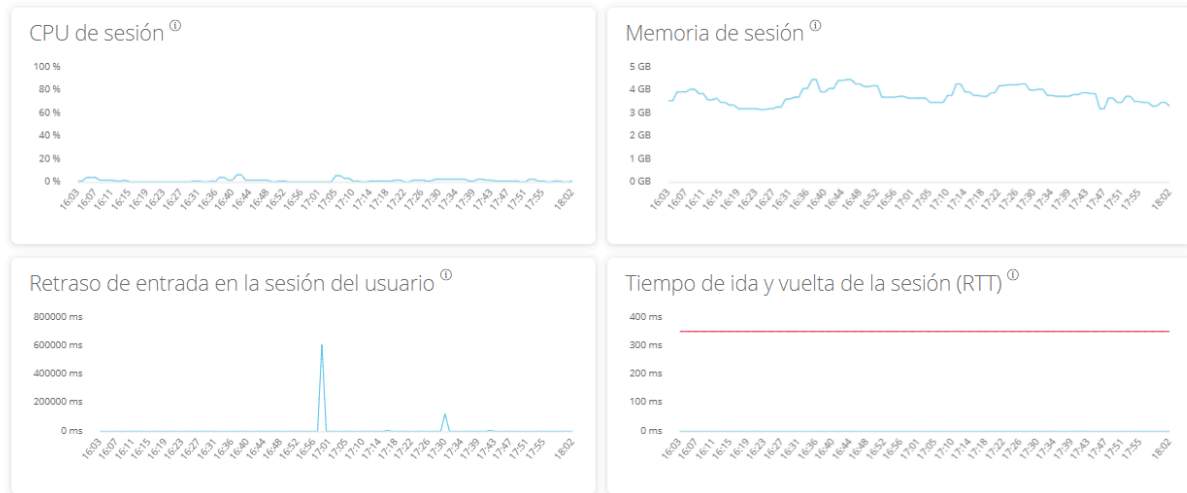 CPU de sesión ⓘ
100 %
80 %
60 %
40 %
20 %
0 %
16:03 16:07 16:11 16:15 16:19 16:23 16:27 16:31 16:36 16:40 16:44 16:48 16:52 16:56 17:01 17:05 17:10 17:14 17:18 17:22 17:26 17:30 17:34 17:39 17:43 17:47 17:51 17:55 18:02
Memoria de sesión ⓘ
5 GB
4 GB
3 GB
2 GB
1 GB
0 GB
16:03 16:07 16:11 16:15 16:19 16:23 16:27 16:31 16:36 16:40 16:44 16:48 16:52 16:56 17:01 17:05 17:10 17:14 17:18 17:22 17:26 17:30 17:34 17:39 17:43 17:47 17:51 17:55 18:02
Retraso de entrada en la sesión del usuario ⓘ
800000 ms
600000 ms
400000 ms
200000 ms
0 ms
16:03 16:07 16:11 16:15 16:19 16:23 16:27 16:31 16:36 16:40 16:44 16:48 16:52 16:56 17:01 17:05 17:10 17:14 17:18 17:22 17:26 17:30 17:34 17:39 17:43 17:47 17:51 17:55 18:02
Tiempo de ida y vuelta de la sesión (RTT) ⓘ
400 ms
300 ms
200 ms
100 ms
0 ms
16:03 16:07 16:11 16:15 16:19 16:23 16:27 16:31 16:36 16:40 16:44 16:48 16:52 16:56 17:01 17:05 17:10 17:14 17:18 17:22 17:26 17:30 17:34 17:39 17:43 17:47 17:51 17:55 18:02